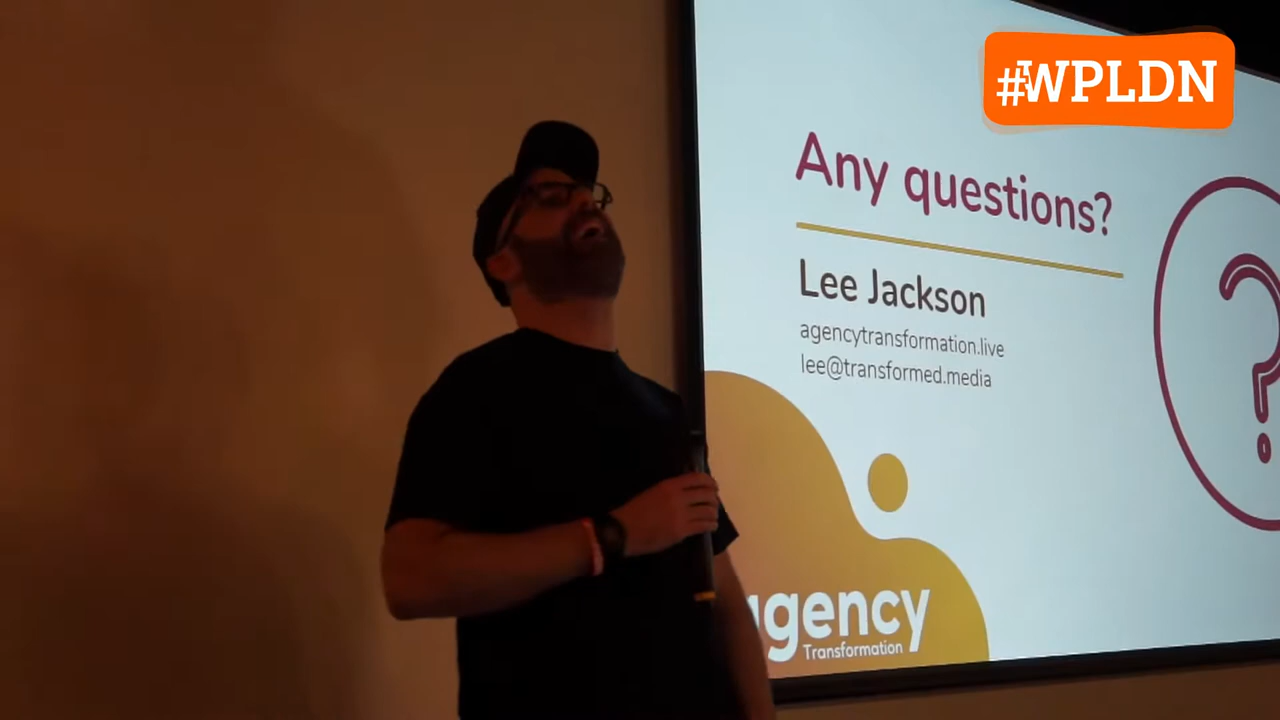 #WPLDN
Any questions?
Lee Jackson
agencytransformation.live
lee@transformed.media
agency
Transformation